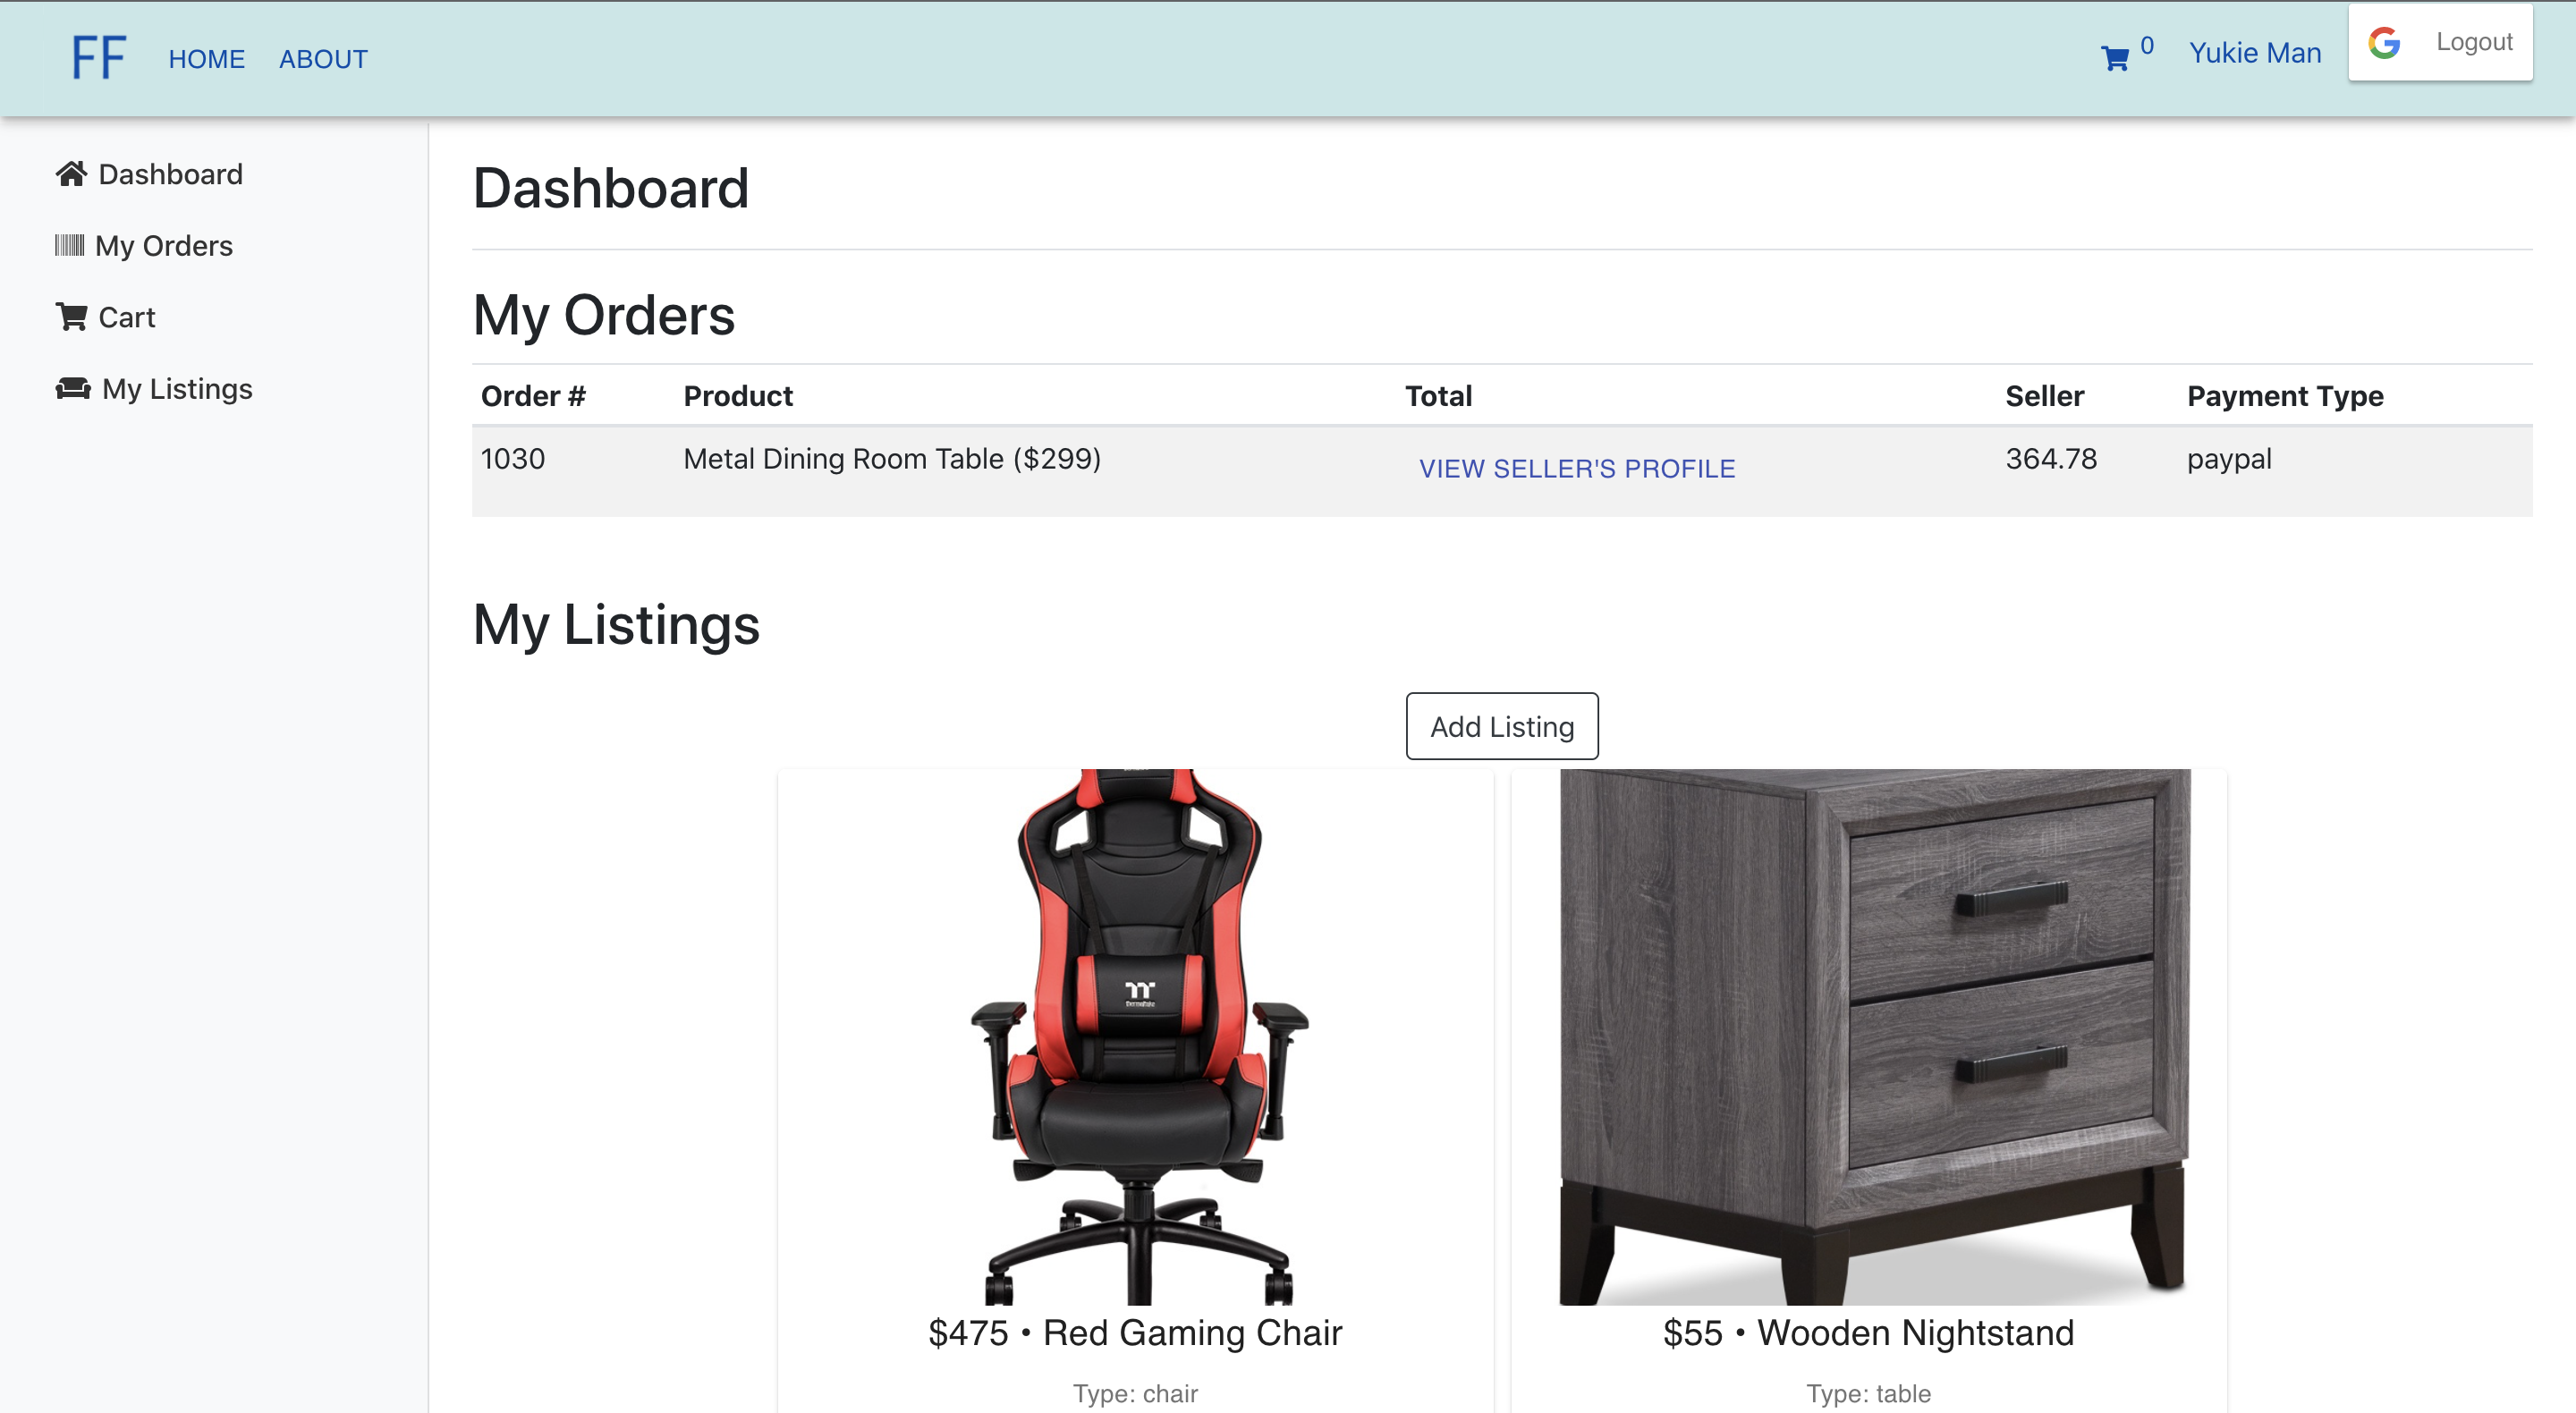 FF HOME ABOUT 0 Yukie Man Logout
Dashboard
My Orders
Cart
My Listings
Dashboard
My Orders
Order # Product Total Seller Payment Type
1030 Metal Dining Room Table ($299) VIEW SELLER'S PROFILE 364.78 paypal
My Listings
Add Listing
$475 • Red Gaming Chair
Type: chair
$55 • Wooden Nightstand
Type: table